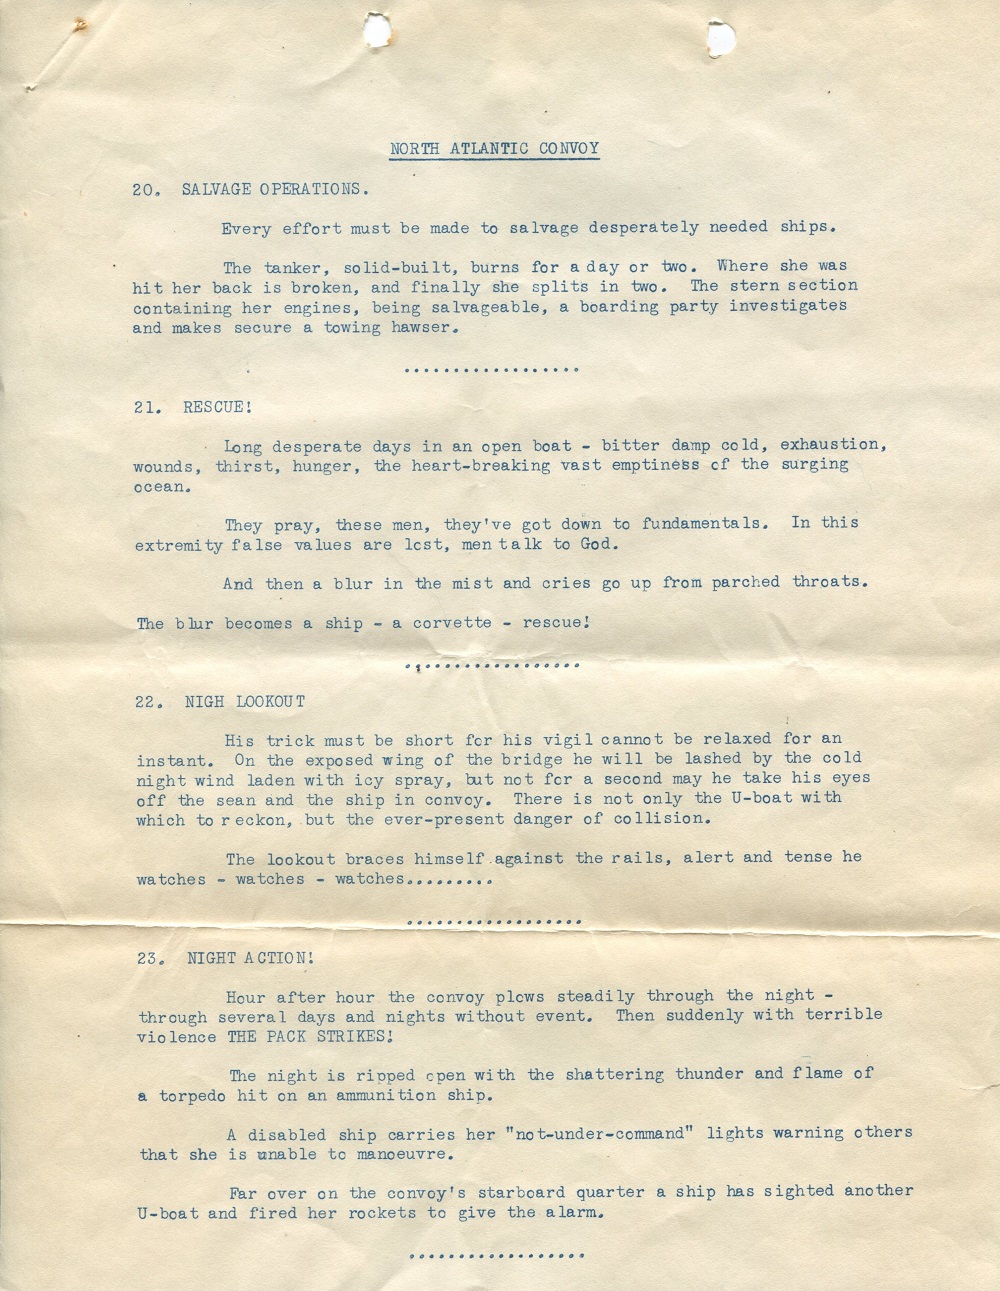 NORTH ATLANTIC CONVOY
20. SALVAGE OPERATIONS.
Every effort must be made to salvage desperately needed ships.
The tanker, solid-built, burns for a day or two. Where she was
hit her back is broken, and finally she splits in two. The stern section
containing her engines, being salvageable, a boarding party investigates
and makes secure a towing hawser.
..................
21. RESCUE!
Long desperate days in an open boat - bitter damp cold, exhaustion,
wounds, thirst, hunger, the heart-breaking vast emptiness of the surging
ocean.
They pray, these men, they've got down to fundamentals. In this
extremity false values are lost, men talk to God.
And then a blur in the mist and cries go up from parched throats.
The blur becomes a ship - a corvette - rescue!
..................
22. NIGH LOOKOUT
His trick must be short for his vigil cannot be relaxed for an
instant. On the exposed wing of the bridge he will be lashed by the cold
night wind laden with icy spray, but not for a second may he take his eyes
off the sean and the ship in convoy. There is not only the U-boat with
which to reckon, but the ever-present danger of collision.
The lookout braces himself against the rails, alert and tense he
watches - watches - watches.........
..................
23. NIGHT ACTION!
Hour after hour the convoy plows steadily through the night -
through several days and nights without event. Then suddenly with terrible
violence THE PACK STRIKES!
The night is ripped open with the shattering thunder and flame of
a torpedo hit on an ammunition ship.
A disabled ship carries her "not-under-command" lights warning others
that she is unable to manoeuvre.
Far over on the convoy's starboard quarter a ship has sighted another
U-boat and fired her rockets to give the alarm.
..................